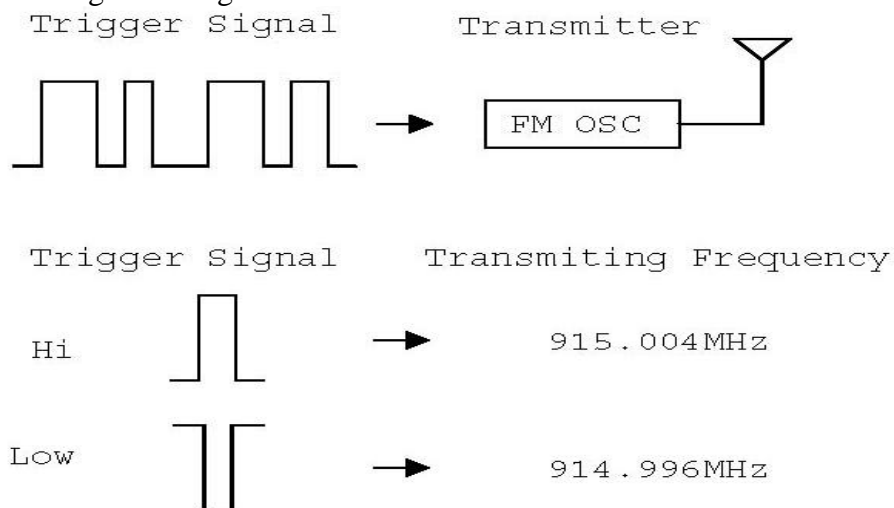 Trigger Signal
Transmitter
FM OSC
Trigger Signal
Transmiting Frequency
Hi
915.004MHz
Low
914.996MHz